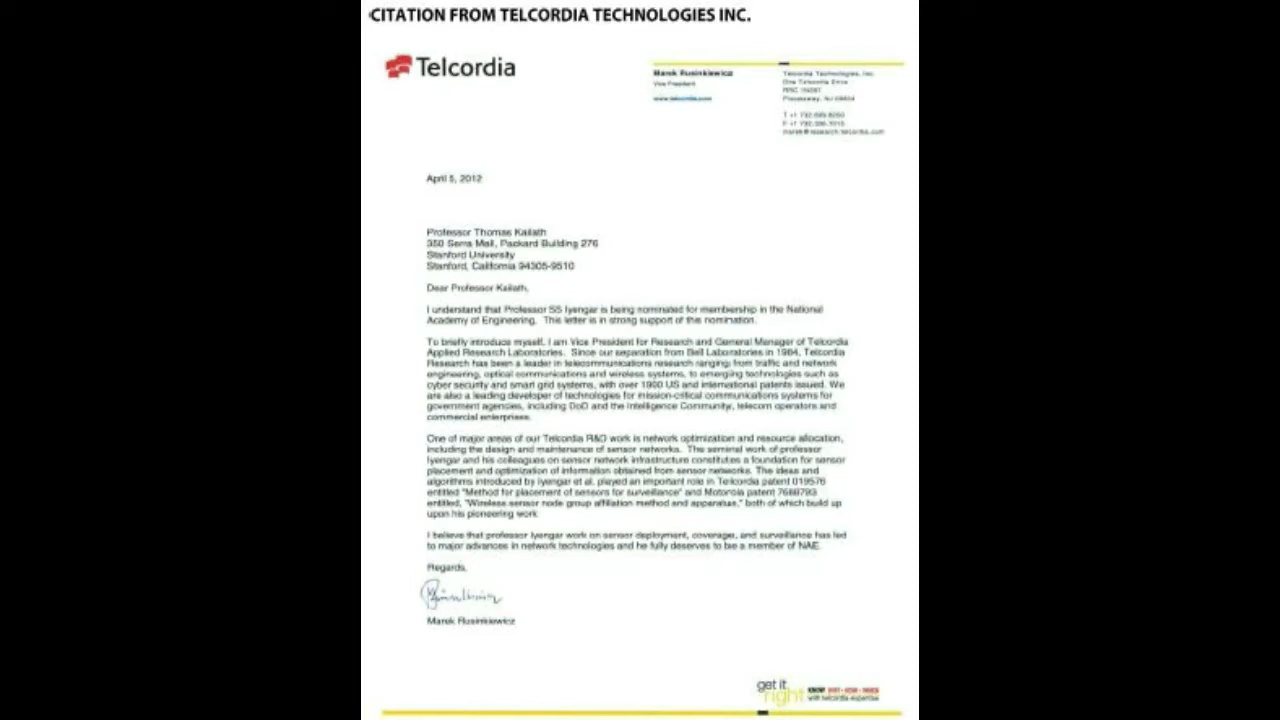 CITATION FROM TELCORDIA TECHNOLOGIES INC.
Telcordia
Marek Rusinkiewicz
Vice President
www.telcordia.com
Telcordia Technologies, Inc.
One Telcordia Drive
RRC
Piscataway, NJ
April 5, 2012
Professor Thomas Kailath
350 Serra Mall, Packard Building 276
Stanford University
Stanford, California 94305-9510
Dear Professor Kailath,
I understand that Professor SS Iyengar is being nominated for membership in the National
Academy of Engineering. This letter is in strong support of this nomination.
To briefly introduce myself, I am Vice President for Research and General Manager of Telcordia
Applied Research Laboratories. Since our separation from Bell Laboratories in 1984, Telcordia
Research has been a leader in telecommunications research ranging from traffic and network
engineering, optical communications and wireless systems, to emerging technologies such as
cyber security and smart grid systems, with over 1900 US and international patents issued. We
are also a leading developer of technologies for mission-critical communications systems for
government agencies, including DoD and the Intelligence Community, telecom operators and
commercial enterprises.
One of major areas of our Telcordia R&D work is network optimization and resource allocation,
including the design and maintenance of sensor networks. The seminal work of professor
Iyengar and his colleagues on sensor network infrastructure constitutes a foundation for sensor
placement and optimization of information obtained from sensor networks. The ideas and
algorithms introduced by Iyengar et al. played an important role in Telcordia patent 019576
entitled "Method for placement of sensors for surveillance" and Motorola patent 7688793
entitled, "Wireless sensor node group affiliation method and apparatus," both of which build up
upon his pioneering work
I believe that professor Iyengar work on sensor deployment, coverage, and surveillance has led
to major advances in network technologies and he fully deserves to be a member of NAE.
Regards,
Marek Rusinkiewicz
get it
right
with telcordia expertise